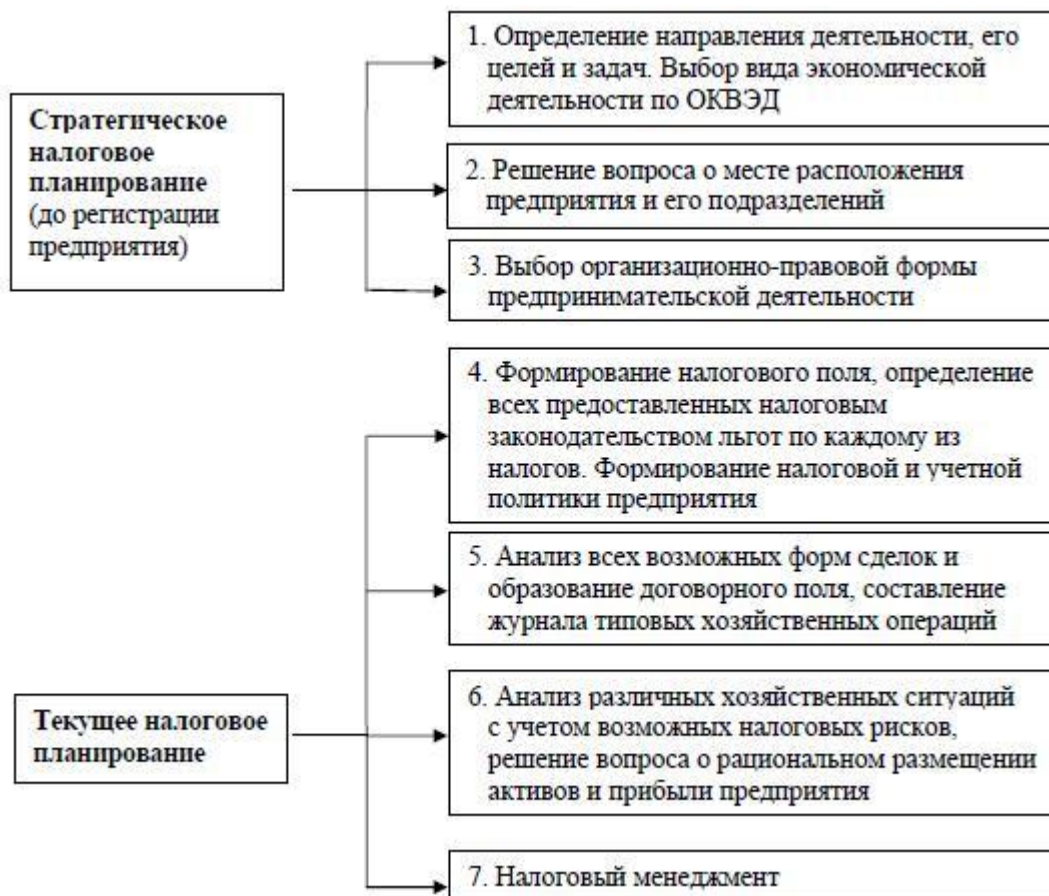 Стратегическое
налоговое
планирование
(до регистрации
предприятия)
1. Определение направления деятельности, его
целей и задач. Выбор вида экономической
деятельности по ОКВЭД
2. Решение вопроса о месте расположения
предприятия и его подразделений
3. Выбор организационно-правовой формы
предпринимательской деятельности
Текущее налоговое
планирование
4. Формирование налогового поля, определение
всех предоставленных налоговым
законодательством льгот по каждому из
налогов. Формирование налоговой и учетной
политики предприятия
5. Анализ всех возможных форм сделок и
образование договорного поля, составление
журнала типовых хозяйственных операций
6. Анализ различных хозяйственных ситуаций
с учетом возможных налоговых рисков,
решение вопроса о рациональном размещении
активов и прибыли предприятия
7. Налоговый менеджмент